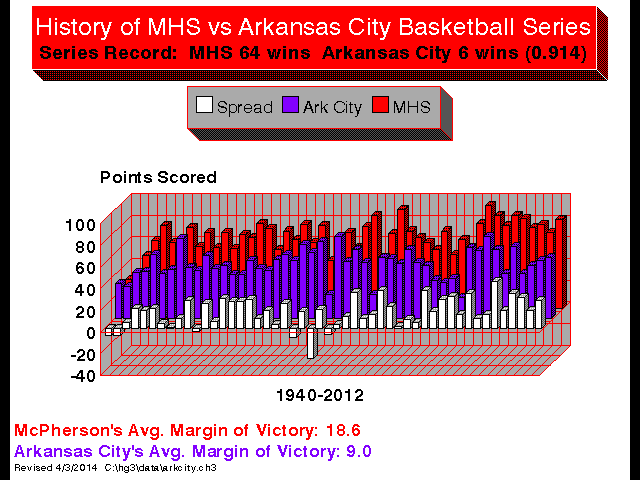 History of MHS vs Arkansas City Basketball Series
Series Record: MHS 64 wins Arkansas City 6 wins (0.914)
Spread Ark City MHS
Points Scored
100
80
60
40
20
0
-20
-40
1940-2012
McPherson's Avg. Margin of Victory: 18.6
Arkansas City's Avg. Margin of Victory: 9.0
Revised 4/3/2014 C:\hg3\data\arkcity.ch3